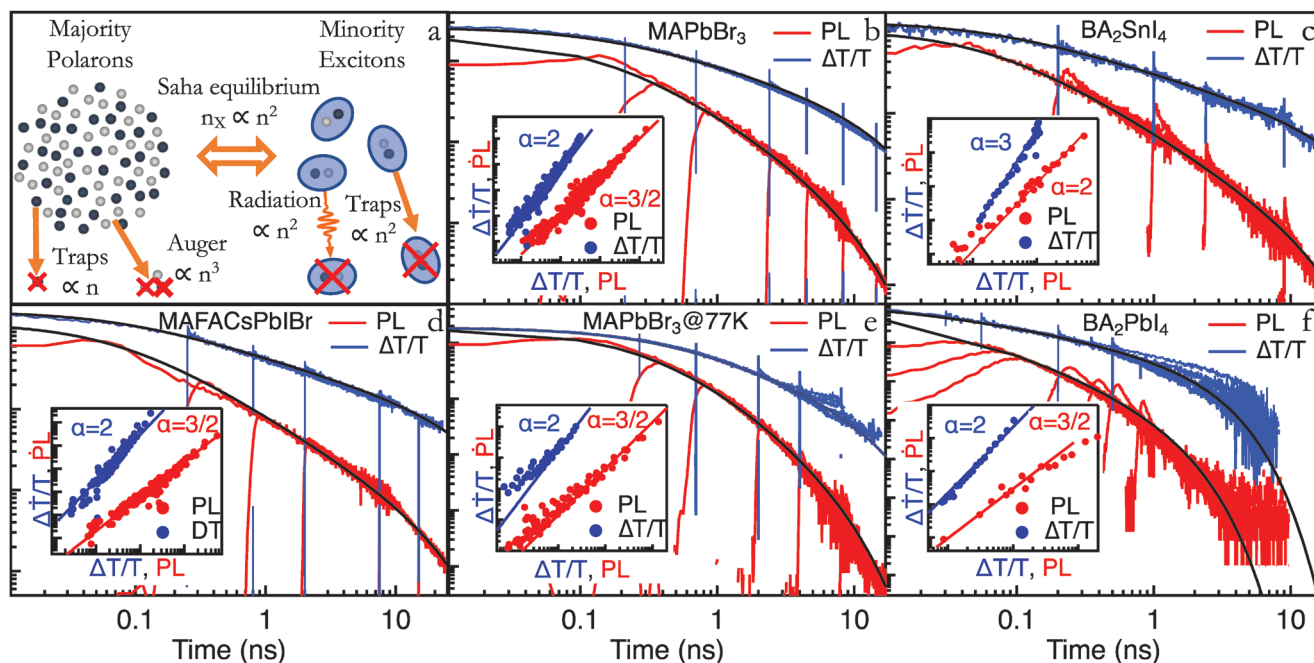 Majority
Polarons
Saha equilibrium
nX ∝ n²
Minority
Excitons
a
Radiation
∝ n²
Traps
∝ n²
Traps
∝ n
Auger
∝ n³
MAPbBr₃
b
PL
ΔT/T
α=2
α=3/2
PL
ΔT/T
ΔṪ/T, ṖL
ΔT/T, PL
BA₂SnI₄
c
PL
ΔT/T
α=3
α=2
PL
ΔT/T
ΔṪ/T, ṖL
ΔT/T, PL
MAFACsPbIBr
d
PL
ΔT/T
α=2
α=3/2
PL
DT
ΔṪ/T, ṖL
ΔT/T, PL
0.1
1
10
Time (ns)
MAPbBr₃@77K
e
PL
ΔT/T
α=2
α=3/2
PL
ΔT/T
ΔṪ/T, ṖL
ΔT/T, PL
0.1
1
10
Time (ns)
BA₂PbI₄
f
PL
ΔT/T
α=2
α=3/2
PL
ΔT/T
ΔṪ/T, ṖL
ΔT/T, PL
0.1
1
10
Time (ns)